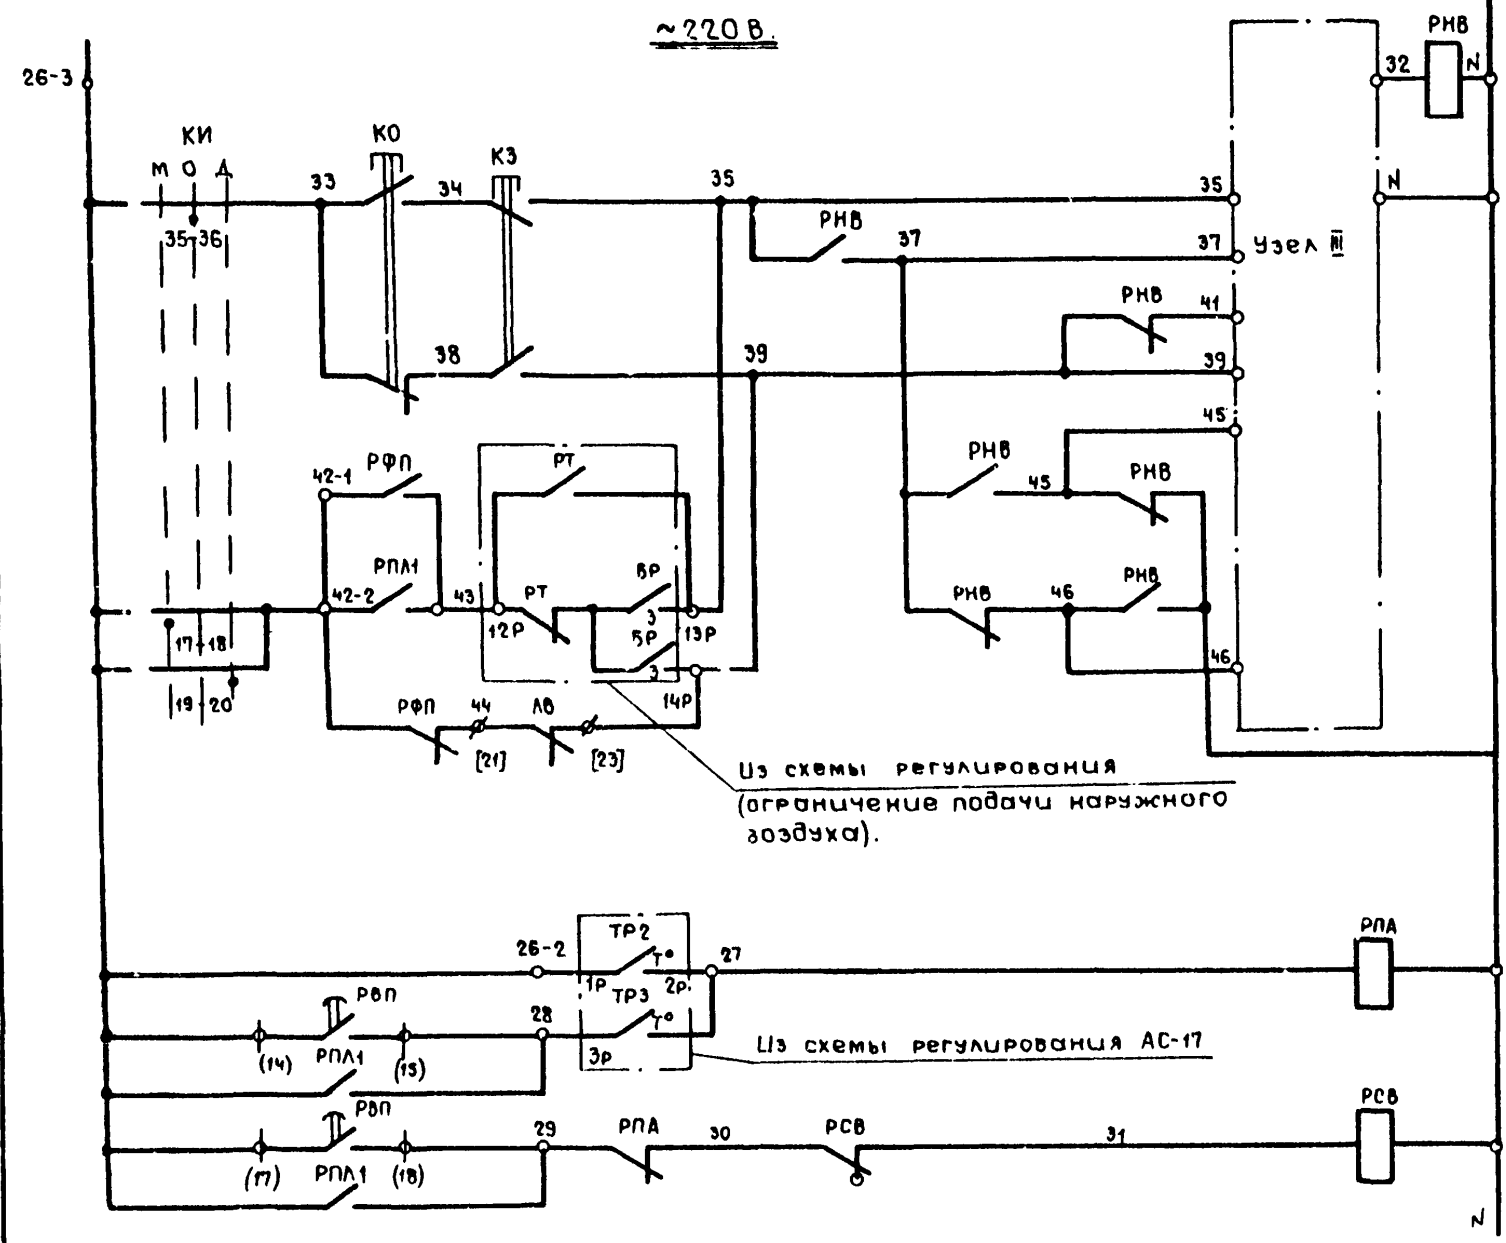 ~220В.
РНВ
26-3
32
N
КИ
КО
КЗ
М О Д
33
34
35
35
N
35-36
РНВ
37
37
Узел III
РНВ
41
38
39
39
45
РФП
РТ
РНВ
42-1
РНВ
45
РПЛ1
ВР
42-2
43
РТ
РНВ
46
РНВ
12Р
3
13Р
17-18
ВР
46
3
19-20
РФП
44
ЛВ
14Р
[21]
[23]
Из схемы регулирования
(ограничение подачи наружного
воздуха).
ТР2
26-2
Т°
27
РПА
1Р
2Р
РВП
ТР3
28
Т°
(14)
РПЛ1
(15)
3Р
Из схемы регулирования АС-17
РВП
РСВ
29
РПА
30
РСВ
31
(17)
РПЛ1
(18)
N